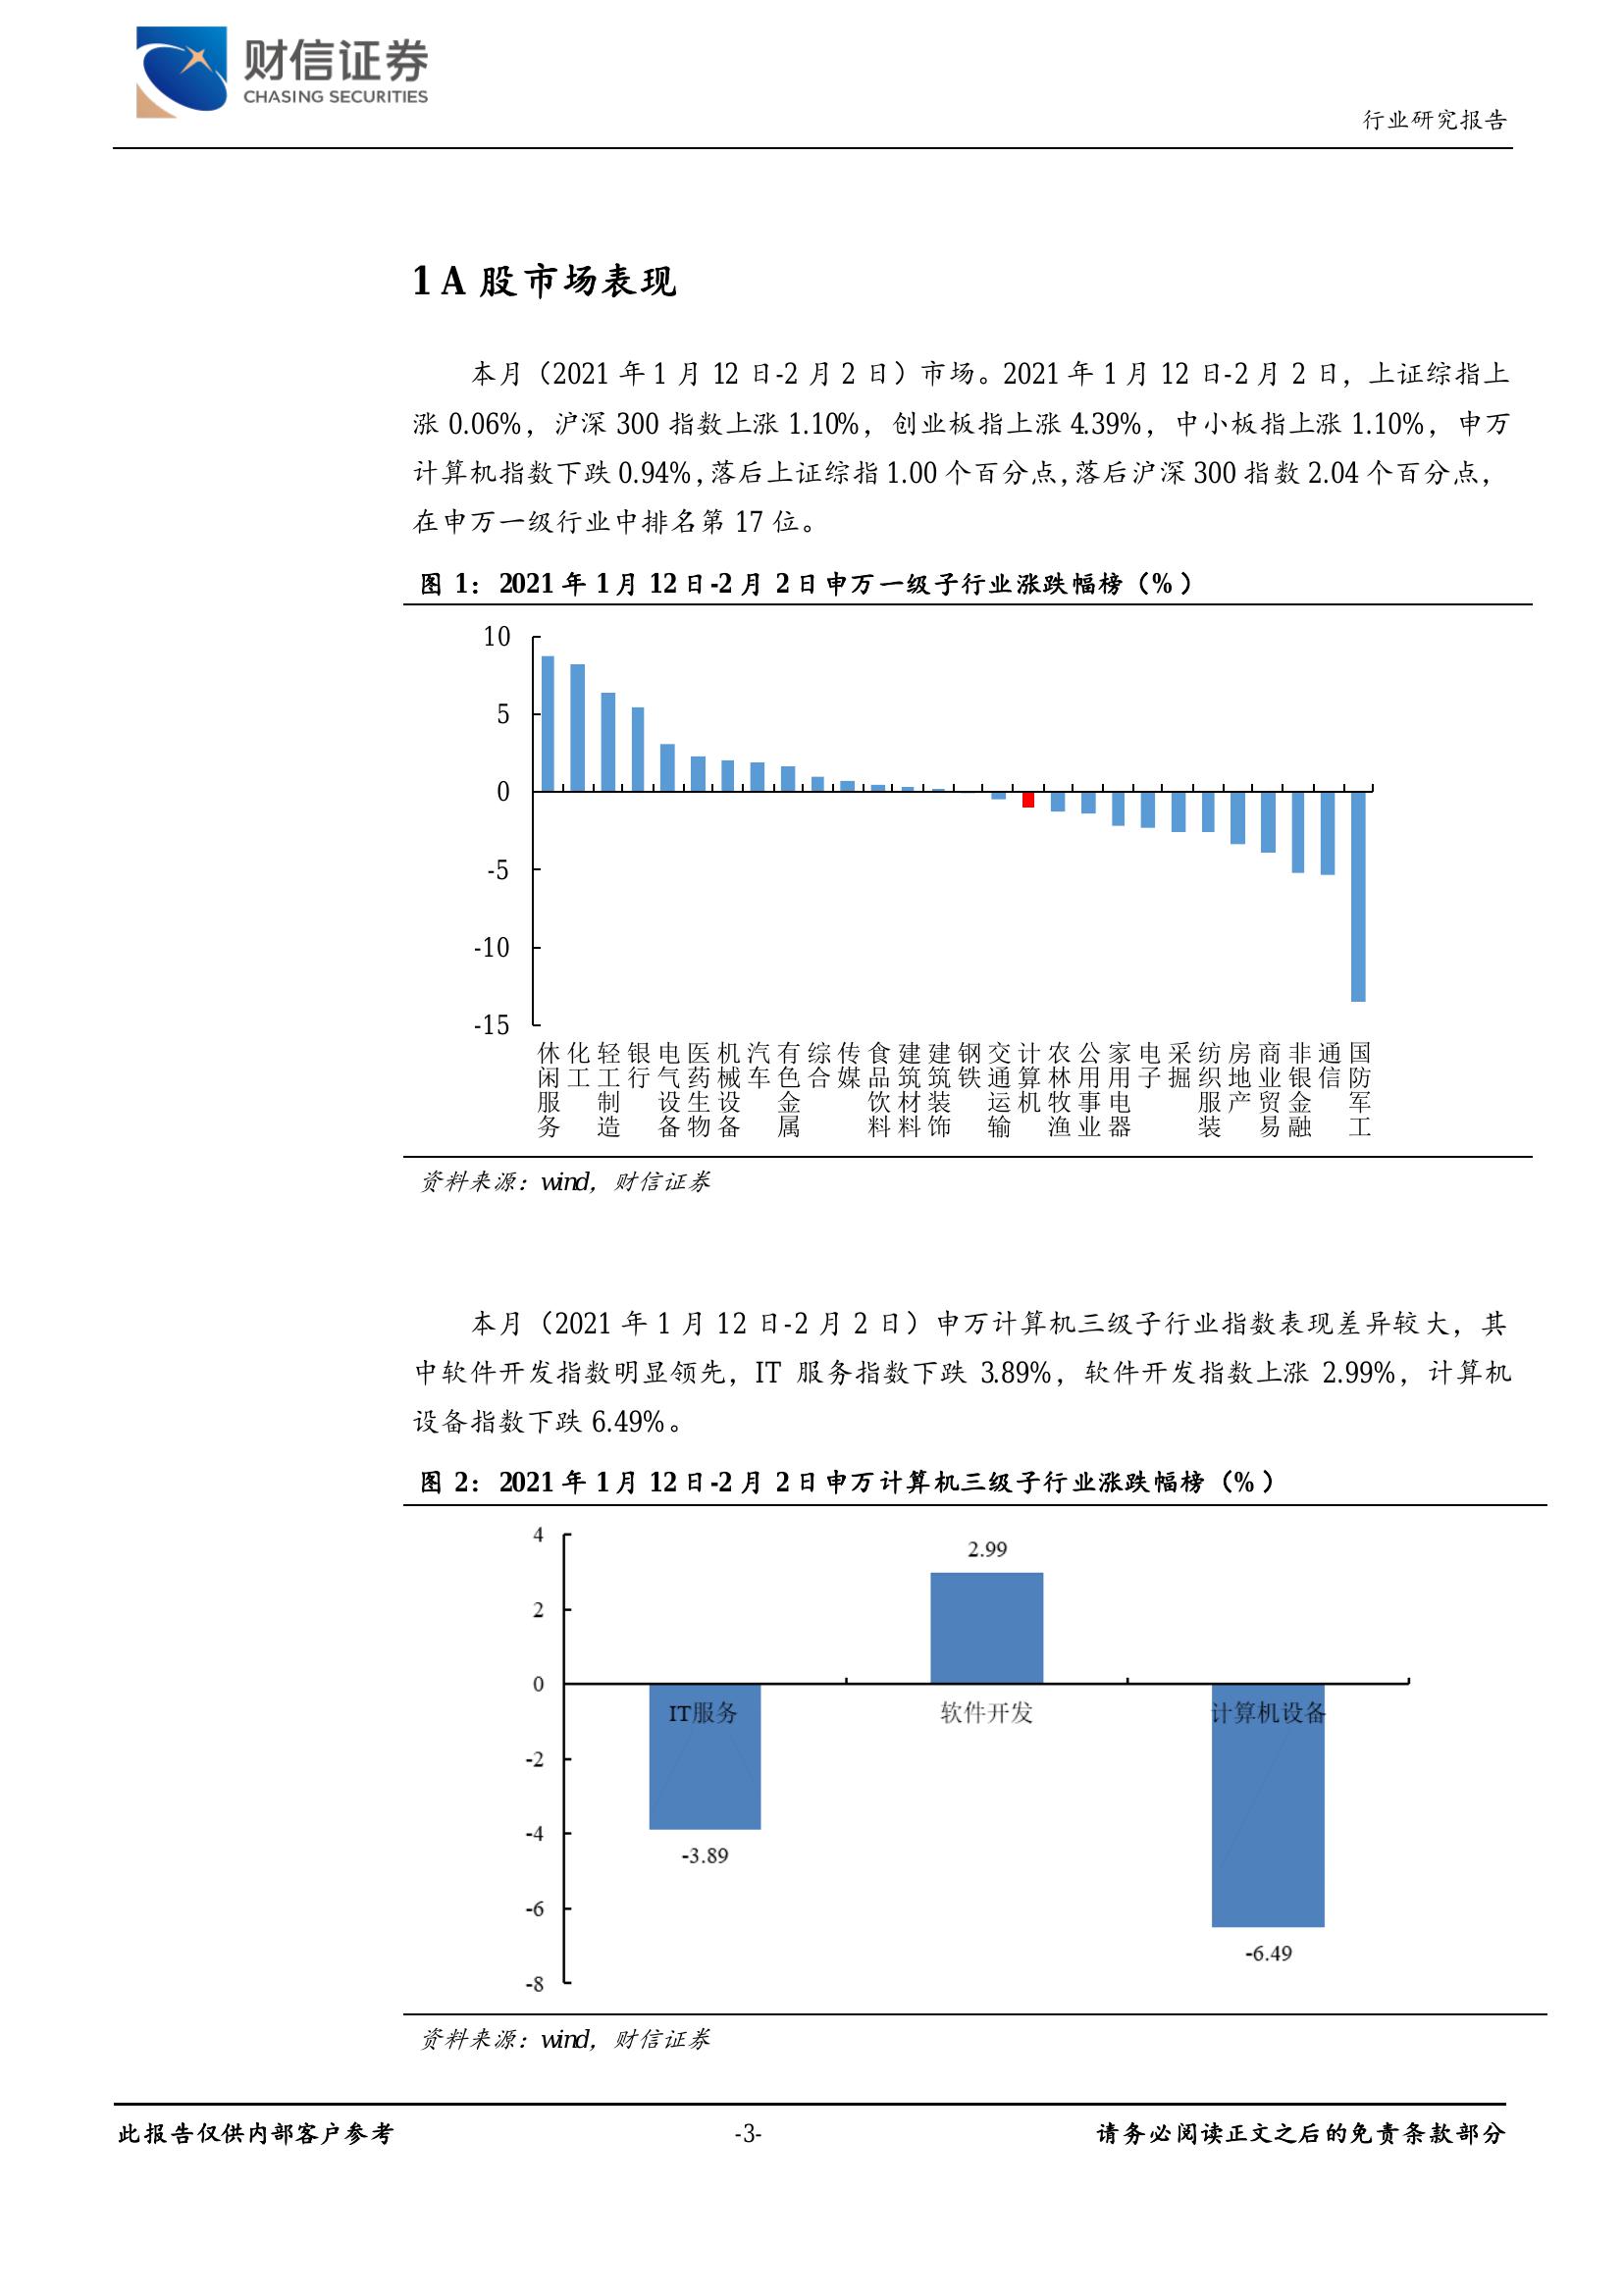 财信证券
CHASING SECURITIES
行业研究报告
1 A 股市场表现
本月（2021 年 1 月 12 日-2 月 2 日）市场。2021 年 1 月 12 日-2 月 2 日，上证综指上
涨 0.06%，沪深 300 指数上涨 1.10%，创业板指上涨 4.39%，中小板指上涨 1.10%，申万
计算机指数下跌 0.94%，落后上证综指 1.00 个百分点，落后沪深 300 指数 2.04 个百分点，
在申万一级行业中排名第 17 位。
图 1：2021 年 1 月 12 日-2 月 2 日申万一级子行业涨跌幅榜（%）
10
5
0
-5
-10
-15
休闲服务
化工
轻工制造
银行
电气设备
医药生物
机械设备
汽车
有色金属
综合
传媒
食品饮料
建筑材料
建筑装饰
钢铁
交通运输
计算机
农林牧渔
公用事业
家用电器
电子
采掘
纺织服装
房地产
商业贸易
非银金融
通信
国防军工
资料来源：wind，财信证券
本月（2021 年 1 月 12 日-2 月 2 日）申万计算机三级子行业指数表现差异较大，其
中软件开发指数明显领先，IT 服务指数下跌 3.89%，软件开发指数上涨 2.99%，计算机
设备指数下跌 6.49%。
图 2：2021 年 1 月 12 日-2 月 2 日申万计算机三级子行业涨跌幅榜（%）
4
2
0
-2
-4
-6
-8
2.99
IT服务
软件开发
计算机设备
-3.89
-6.49
资料来源：wind，财信证券
此报告仅供内部客户参考
-3-
请务必阅读正文之后的免责条款部分